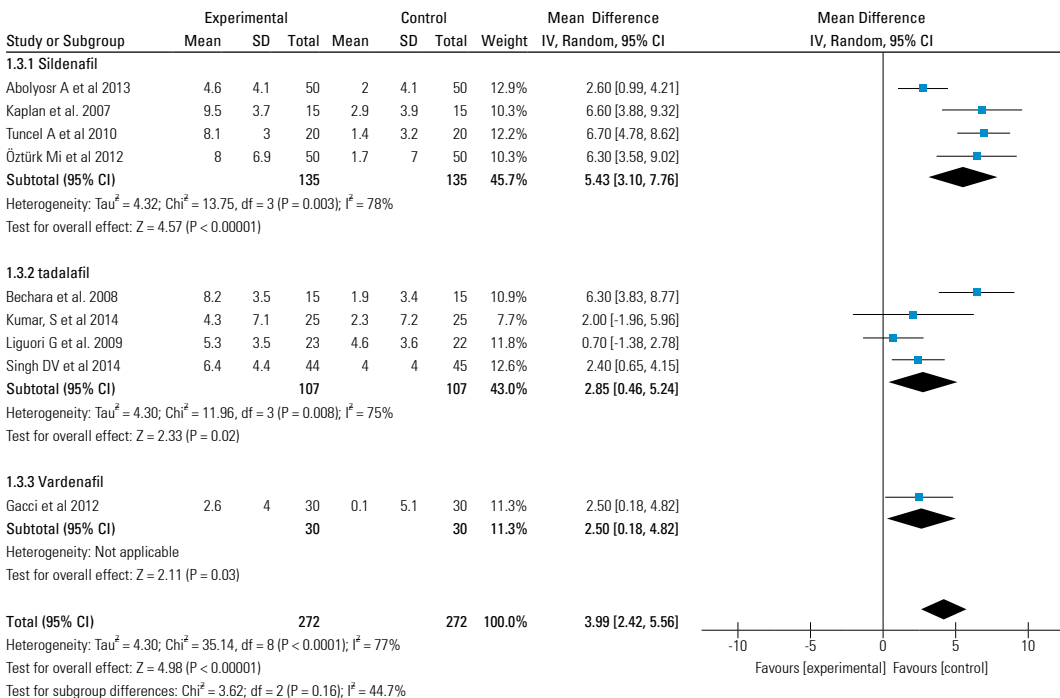 Experimental Control Mean Difference Mean Difference
Study or Subgroup Mean SD Total Mean SD Total Weight IV, Random, 95% CI IV, Random, 95% CI
1.3.1 Sildenafil
Abolyosr A et al 2013 4.6 4.1 50 2 4.1 50 12.9% 2.60 [0.99, 4.21]
Kaplan et al. 2007 9.5 3.7 15 2.9 3.9 15 10.3% 6.60 [3.88, 9.32]
Tuncel A et al 2010 8.1 3 20 1.4 3.2 20 12.2% 6.70 [4.78, 8.62]
Öztürk Mi et al 2012 8 6.9 50 1.7 7 50 10.3% 6.30 [3.58, 9.02]
Subtotal (95% CI) 135 135 45.7% 5.43 [3.10, 7.76]
Heterogeneity: Tau² = 4.32; Chi² = 13.75, df = 3 (P = 0.003); I² = 78%
Test for overall effect: Z = 4.57 (P < 0.00001)
1.3.2 tadalafil
Bechara et al. 2008 8.2 3.5 15 1.9 3.4 15 10.9% 6.30 [3.83, 8.77]
Kumar, S et al 2014 4.3 7.1 25 2.3 7.2 25 7.7% 2.00 [-1.96, 5.96]
Liguori G et al. 2009 5.3 3.5 23 4.6 3.6 22 11.8% 0.70 [-1.38, 2.78]
Singh DV et al 2014 6.4 4.4 44 4 4 45 12.6% 2.40 [0.65, 4.15]
Subtotal (95% CI) 107 107 43.0% 2.85 [0.46, 5.24]
Heterogeneity: Tau² = 4.30; Chi² = 11.96, df = 3 (P = 0.008); I² = 75%
Test for overall effect: Z = 2.33 (P = 0.02)
1.3.3 Vardenafil
Gacci et al 2012 2.6 4 30 0.1 5.1 30 11.3% 2.50 [0.18, 4.82]
Subtotal (95% CI) 30 30 11.3% 2.50 [0.18, 4.82]
Heterogeneity: Not applicable
Test for overall effect: Z = 2.11 (P = 0.03)
Total (95% CI) 272 272 100.0% 3.99 [2.42, 5.56]
Heterogeneity: Tau² = 4.30; Chi² = 35.14, df = 8 (P < 0.0001); I² = 77%
-10 -5 0 5 10
Test for overall effect: Z = 4.98 (P < 0.00001)
Favours [experimental] Favours [control]
Test for subgroup differences: Chi² = 3.62; df = 2 (P = 0.16); I² = 44.7%